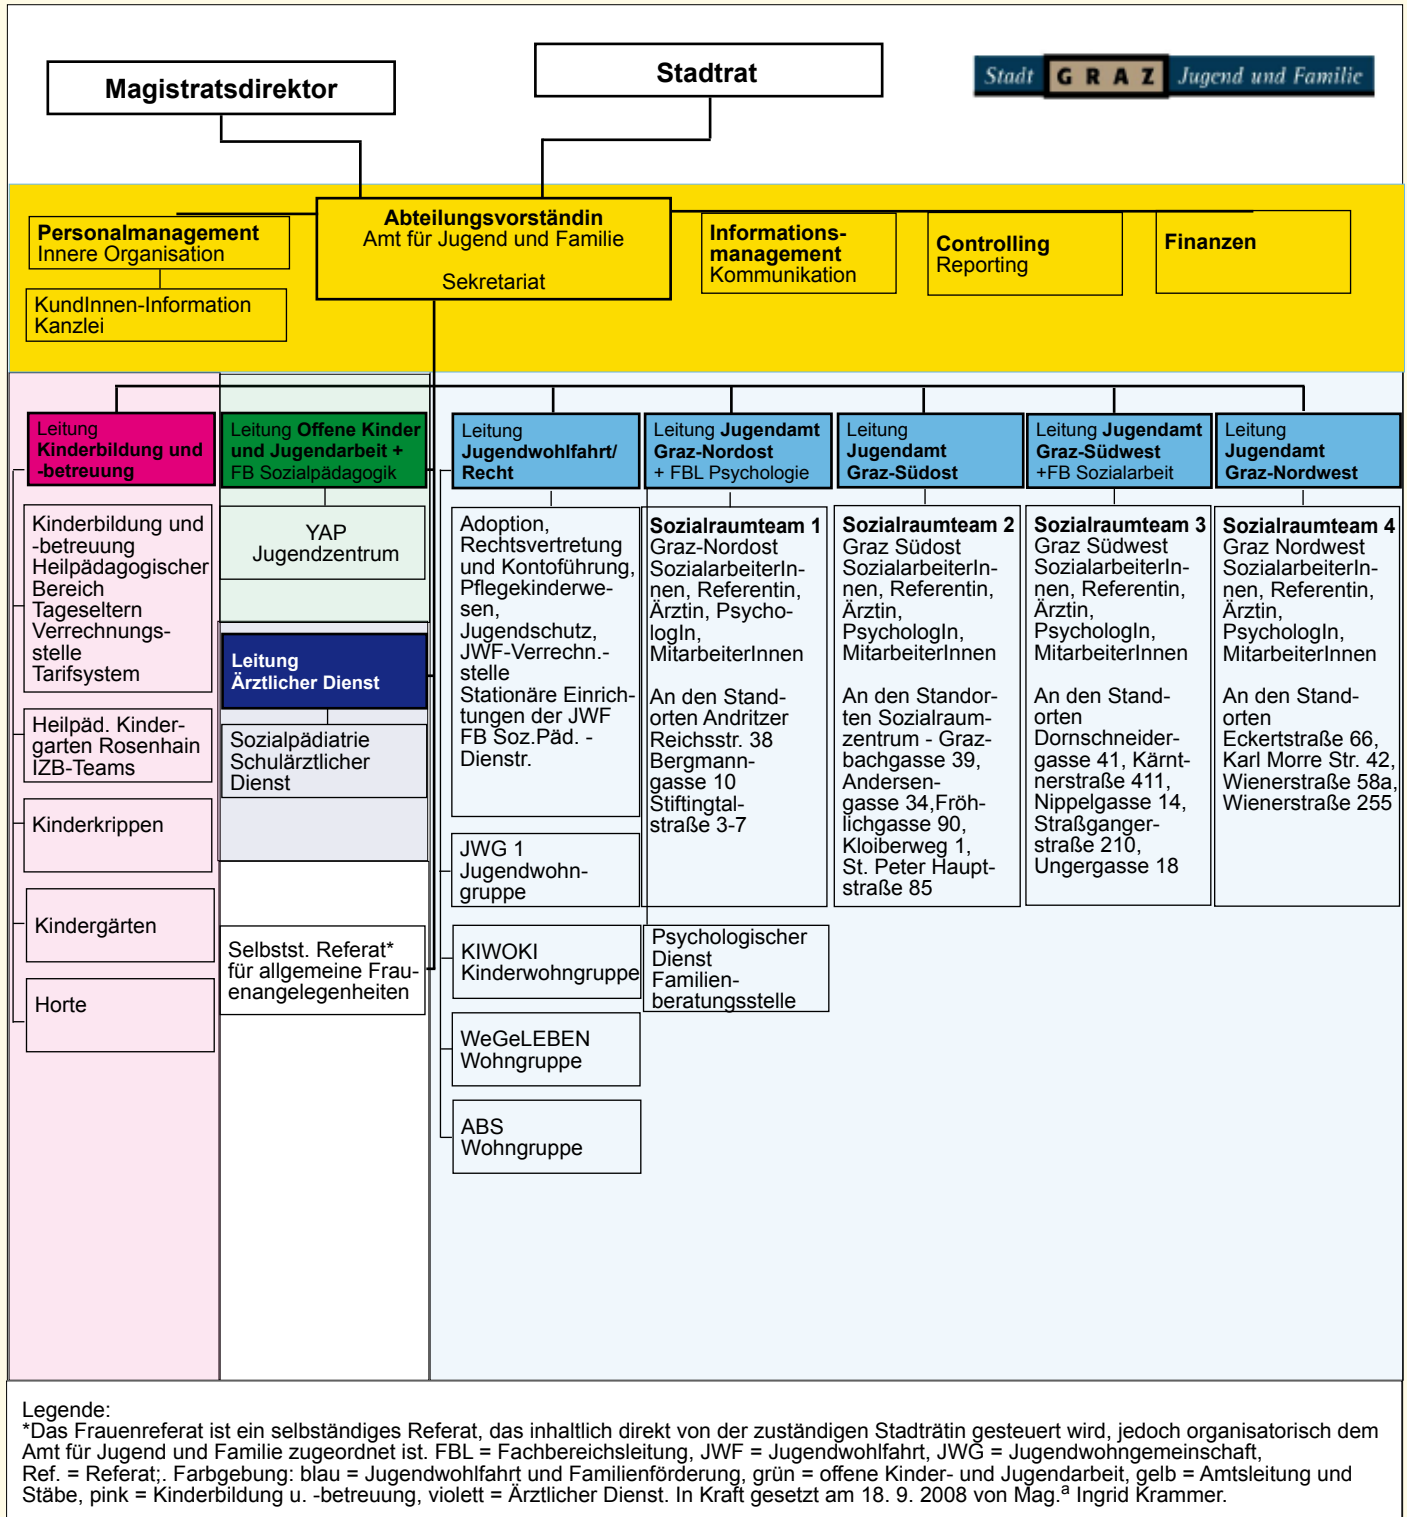 Magistratsdirektor
Stadtrat
Stadt GRAZ Jugend und Familie
Personalmanagement
Innere Organisation
KundInnen-Information
Kanzlei
Abteilungsvorständin
Amt für Jugend und Familie
Sekretariat
Informations-
management
Kommunikation
Controlling
Reporting
Finanzen
Leitung
Kinderbildung und
-betreuung
Kinderbildung und
-betreuung
Heilpädagogischer
Bereich
Tageseltern
Verrechnungs-
stelle
Tarifsystem
Heilpäd. Kinder-
garten Rosenhain
IZB-Teams
Kinderkrippen
Kindergärten
Horte
Leitung Offene Kinder
und Jugendarbeit +
FB Sozialpädagogik
YAP
Jugendzentrum
Leitung
Ärztlicher Dienst
Sozialpädiatrie
Schulärztlicher
Dienst
Selbstst. Referat*
für allgemeine Frau-
enangelegenheiten
Leitung
Jugendwohlfahrt/
Recht
Adoption,
Rechtsvertretung
und Kontoführung,
Pflegekinderwe-
sen,
Jugendschutz,
JWF-Verrechn.-
stelle
Stationäre Einrich-
tungen der JWF
FB Soz.Päd. -
Dienstr.
JWG 1
Jugendwohn-
gruppe
KIWOKI
Kinderwohngruppe
WeGeLEBEN
Wohngruppe
ABS
Wohngruppe
Leitung Jugendamt
Graz-Nordost
+ FBL Psychologie
Sozialraumteam 1
Graz-Nordost
SozialarbeiterIn-
nen, Referentin,
Ärztin, Psycho-
logIn,
MitarbeiterInnen
An den Stand-
orten Andritzer
Reichsstr. 38
Bergmann-
gasse 10
Stiftingtal-
straße 3-7
Psychologischer
Dienst
Familien-
beratungsstelle
Leitung
Jugendamt
Graz-Südost
Sozialraumteam 2
Graz Südost
SozialarbeiterIn-
nen, Referentin,
Ärztin,
PsychologIn,
MitarbeiterInnen
An den Standor-
ten Sozialraum-
zentrum - Graz-
bachgasse 39,
Andersen-
gasse 34,Fröh-
lichgasse 90,
Kloiberweg 1,
St. Peter Haupt-
straße 85
Leitung Jugendamt
Graz-Südwest
+FB Sozialarbeit
Sozialraumteam 3
Graz Südwest
SozialarbeiterIn-
nen, Referentin,
Ärztin,
PsychologIn,
MitarbeiterInnen
An den Stand-
orten
Dornschneider-
gasse 41, Kärnt-
nerstraße 411,
Nippelgasse 14,
Straßganger-
straße 210,
Ungergasse 18
Leitung
Jugendamt
Graz-Nordwest
Sozialraumteam 4
Graz Nordwest
SozialarbeiterIn-
nen, Referentin,
Ärztin,
PsychologIn,
MitarbeiterInnen
An den Stand-
orten
Eckertstraße 66,
Karl Morre Str. 42,
Wienerstraße 58a,
Wienerstraße 255
Legende:
*Das Frauenreferat ist ein selbständiges Referat, das inhaltlich direkt von der zuständigen Stadträtin gesteuert wird, jedoch organisatorisch dem
Amt für Jugend und Familie zugeordnet ist. FBL = Fachbereichsleitung, JWF = Jugendwohlfahrt, JWG = Jugendwohngemeinschaft,
Ref. = Referat;. Farbgebung: blau = Jugendwohlfahrt und Familienförderung, grün = offene Kinder- und Jugendarbeit, gelb = Amtsleitung und
Stäbe, pink = Kinderbildung u. -betreuung, violett = Ärztlicher Dienst. In Kraft gesetzt am 18. 9. 2008 von Mag.ª Ingrid Krammer.